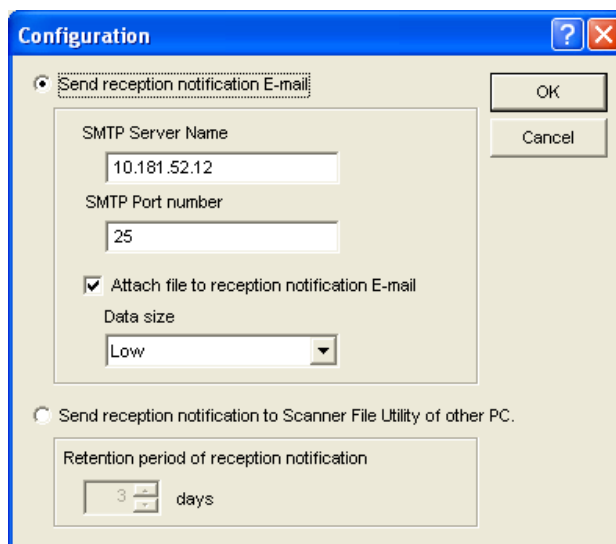 Configuration
Send reception notification E-mail
OK
SMTP Server Name
Cancel
10.181.52.12
SMTP Port number
25
Attach file to reception notification E-mail
Data size
Low
Send reception notification to Scanner File Utility of other PC.
Retention period of reception notification
3 days